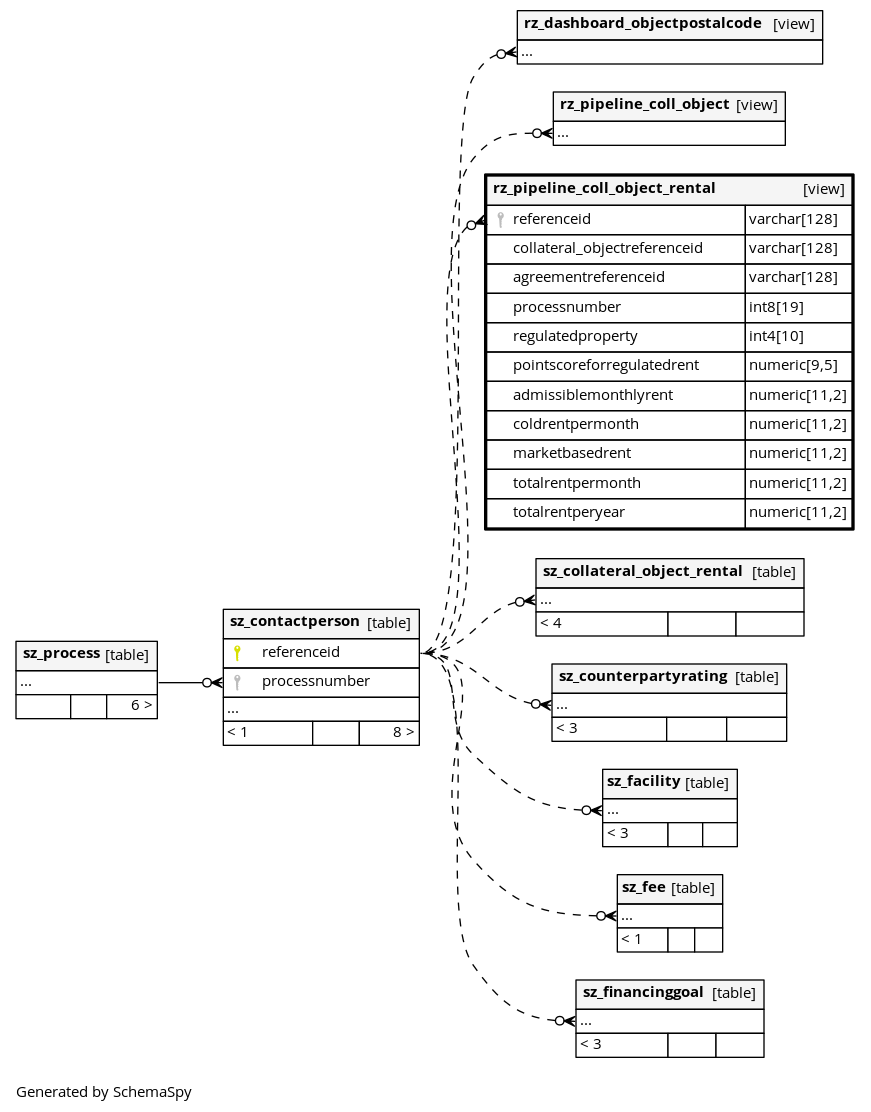 rz_dashboard_objectpostalcode [view]
...
rz_pipeline_coll_object [view]
...
rz_pipeline_coll_object_rental [view]
referenceid varchar[128]
collateral_objectreferenceid varchar[128]
agreementreferenceid varchar[128]
processnumber int8[19]
regulatedproperty int4[10]
pointscoreforregulatedrent numeric[9,5]
admissiblemonthlyrent numeric[11,2]
coldrentpermonth numeric[11,2]
marketbasedrent numeric[11,2]
totalrentpermonth numeric[11,2]
totalrentperyear numeric[11,2]
sz_collateral_object_rental [table]
...
< 4
sz_contactperson [table]
referenceid
processnumber
...
< 1 8 >
sz_process [table]
...
6 >
sz_counterpartyrating [table]
...
< 3
sz_facility [table]
...
< 3
sz_fee [table]
...
< 1
sz_financinggoal [table]
...
< 3
Generated by SchemaSpy